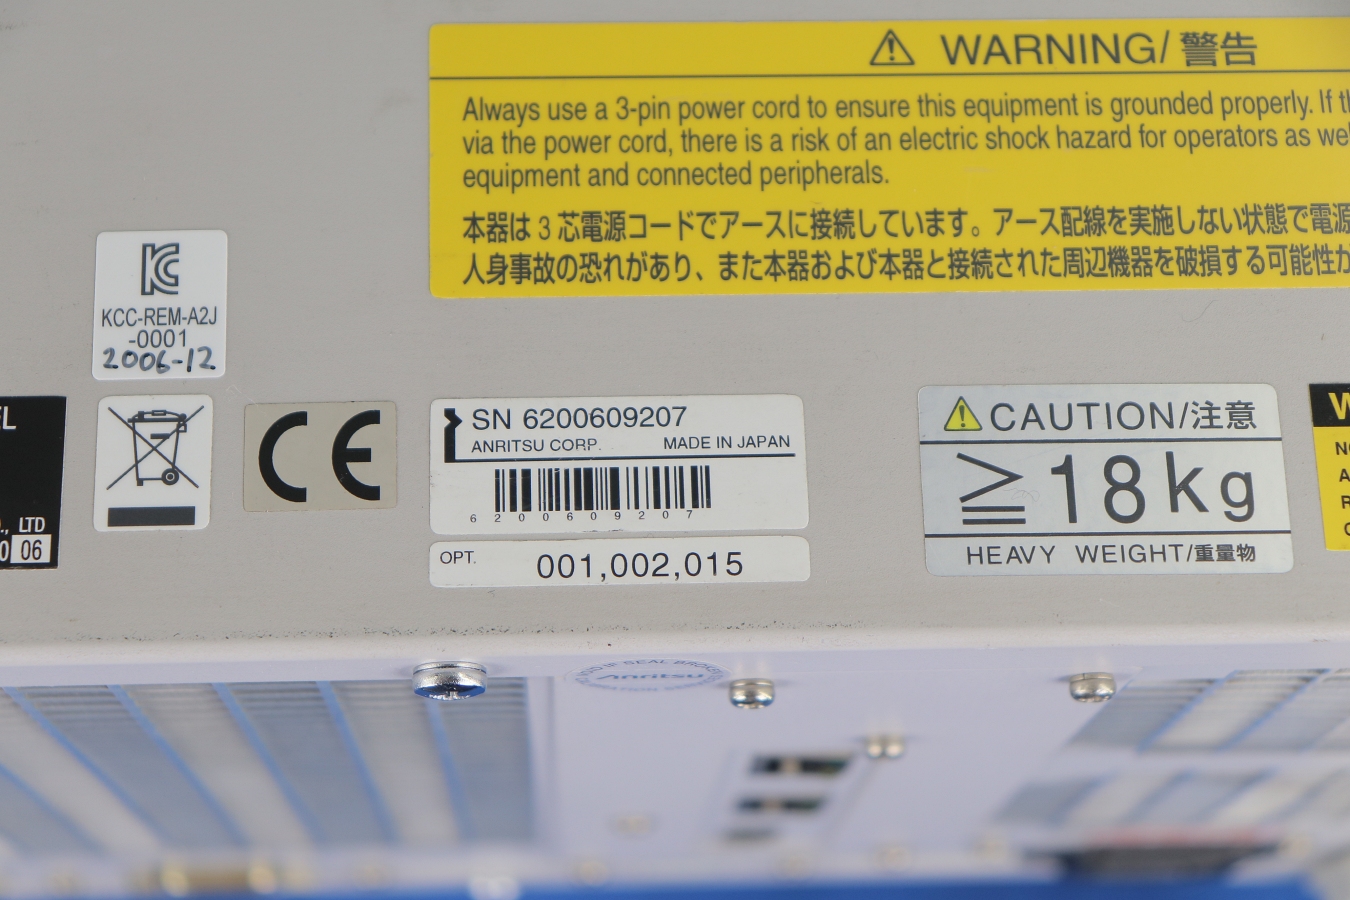 WARNING/警告
Always use a 3-pin power cord to ensure this equipment is grounded properly. If
via the power cord, there is a risk of an electric shock hazard for operators as
equipment and connected peripherals.
本器は3芯電源コードでアースに接続しています。アース配線を実施しない状態で電源
人身事故の恐れがあり、また本器および本器と接続された周辺機器を破損する可能性が
KC
KCC-REM-A2J
-0001
2006-12
EL
., LTD
0 06
CE
SN 6200609207
ANRITSU CORP. MADE IN JAPAN
6200609207
OPT. 001,002,015
CAUTION/注意
≧18kg
HEAVY WEIGHT/重量物
W
IF SEAL
Anritsu